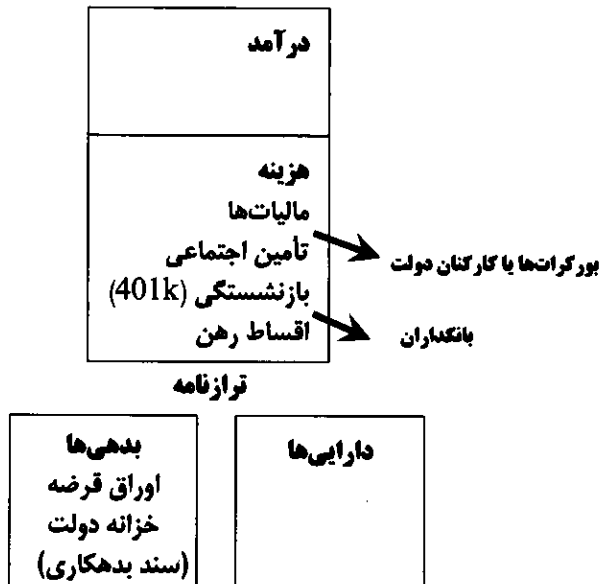 درآمد
هزینه
مالیات‌ها
تأمین اجتماعی
بورکرات‌ها یا کارکنان دولت
بازنشستگی (401k)
اقساط رهن
بانکداران
ترازنامه
دارایی‌ها
بدهی‌ها
اوراق قرضه
خزانه دولت
(سند بدهکاری)